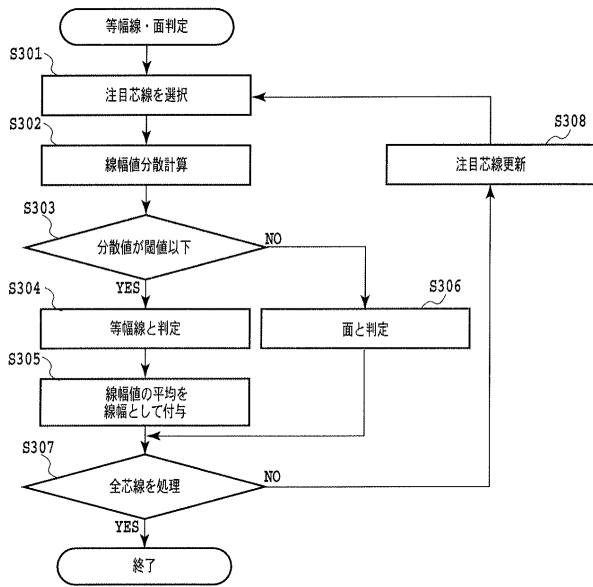 等幅線・面判定
S301
注目芯線を選択
S302
線幅値分散計算
S308
注目芯線更新
S303
分散値が閾値以下
NO
YES
S304
等幅線と判定
S306
面と判定
S305
線幅値の平均を
線幅として付与
S307
全芯線を処理
NO
YES
終了